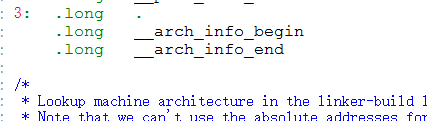 3: .long .
: .long __arch_info_begin
: .long __arch_info_end
:
: /*
: * Lookup machine architecture in the linker-build l
: * Note that we can't use the absolute addresses for